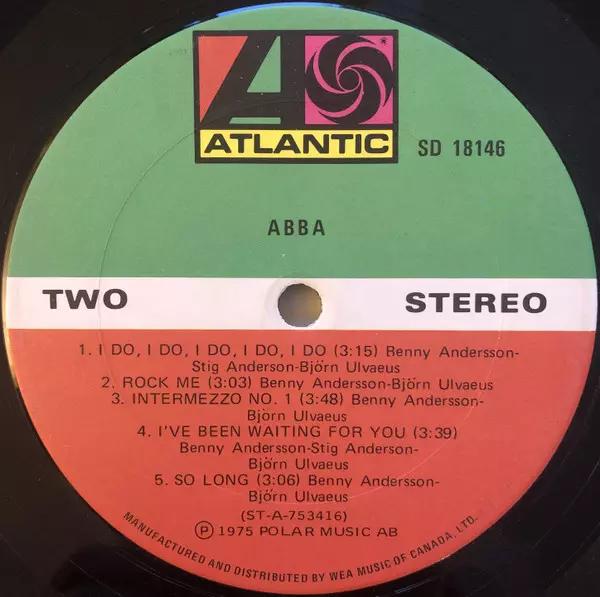 ATLANTIC
SD 18146
ABBA
TWO STEREO
1. I DO, I DO, I DO, I DO, I DO (3:15) Benny Andersson-
Stig Anderson-Björn Ulvaeus
2. ROCK ME (3:03) Benny Andersson-Björn Ulvaeus
3. INTERMEZZO NO. 1 (3:48) Benny Andersson-
Björn Ulvaeus
4. I'VE BEEN WAITING FOR YOU (3:39)
Benny Andersson-Stig Anderson-
Björn Ulvaeus
5. SO LONG (3:06) Benny Andersson-
Björn Ulvaeus
(ST-A-753416)
Ⓟ 1975 POLAR MUSIC AB
MANUFACTURED AND DISTRIBUTED BY WEA MUSIC OF CANADA, LTD.